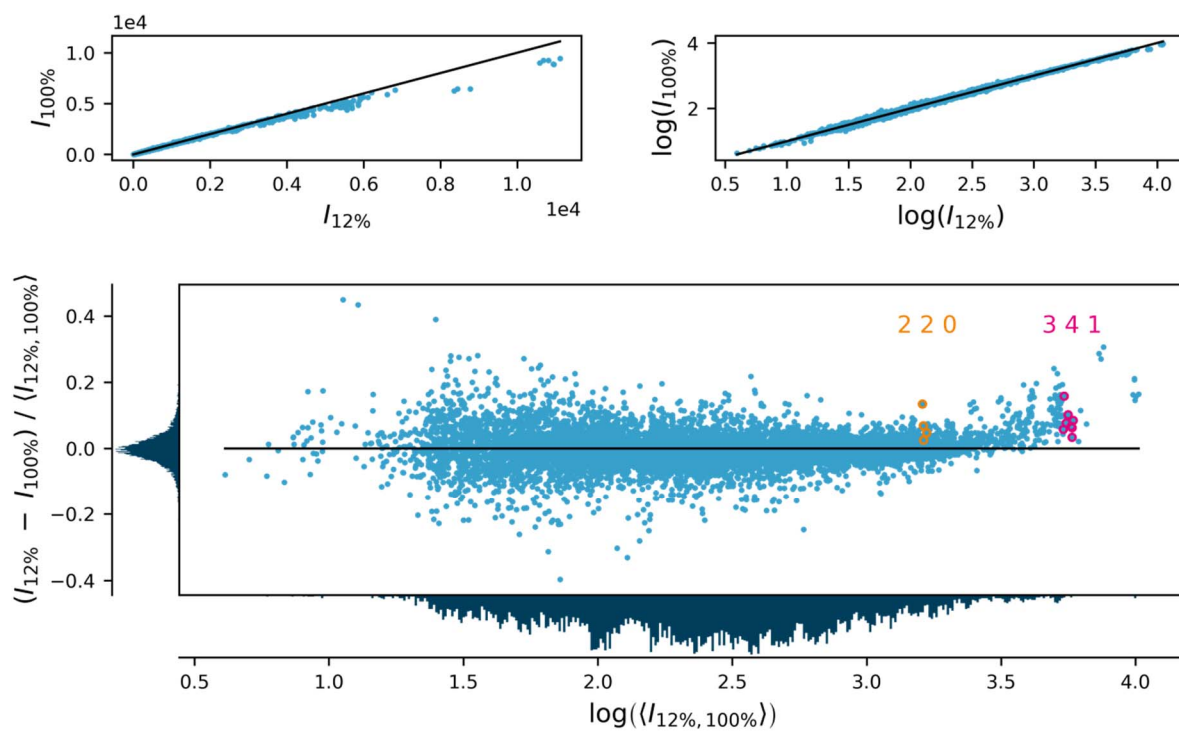 1e4
I100%
1.0
0.5
0.0
0.0 0.2 0.4 0.6 0.8 1.0
I12%
1e4
log(I100%)
4
2
0.5 1.0 1.5 2.0 2.5 3.0 3.5 4.0
log(I12%)
(I12% − I100%) / ⟨I12%, 100%⟩
0.4
0.2
0.0
−0.2
−0.4
2 2 0
3 4 1
0.5 1.0 1.5 2.0 2.5 3.0 3.5 4.0
log(⟨I12%, 100%⟩)